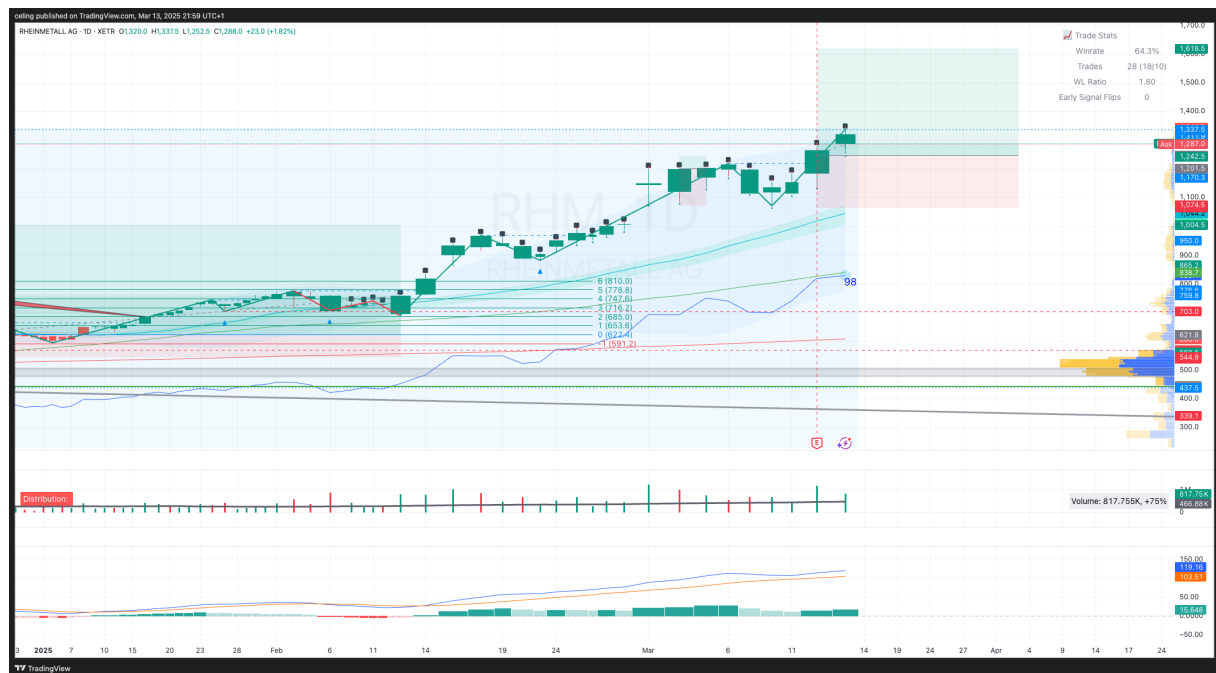 celing published on TradingView.com, Mar 13, 2025 21:59 UTC+1
RHEINMETALL AG · 1D · XETR O1,320.0 H1,337.5 L1,252.5 C1,288.0 +23.0 (+1.82%)
Trade Stats
Winrate 64.3%
Trades 28 (18|10)
WL Ratio 1.80
Early Signal Flips 0
RHM, 1D
RHEINMETALL AG
6 (810.0)
5 (778.8)
4 (747.6)
3 (716.2)
2 (685.0)
1 (653.6)
0 (622.4)
-1 (591.2)
98
1,700.0
1,618.5
1,500.0
1,400.0
1,337.5
Ask 1,287.0
1,242.5
1,201.5
1,170.3
1,100.0
1,074.5
1,044.2
1,004.5
950.0
900.0
865.2
838.7
800.0
759.8
703.0
621.8
544.8
500.0
437.5
400.0
339.1
300.0
E
Distribution:
Volume: 817.755K, +75%
817.75K
466.88K
0
150.00
119.16
103.51
50.00
15.648
0.0000
−50.00
3 2025 7 10 15 20 23 28 Feb 6 11 14 19 24 Mar 6 11 14 19 24 27 Apr 4 9 14 17 24
TradingView